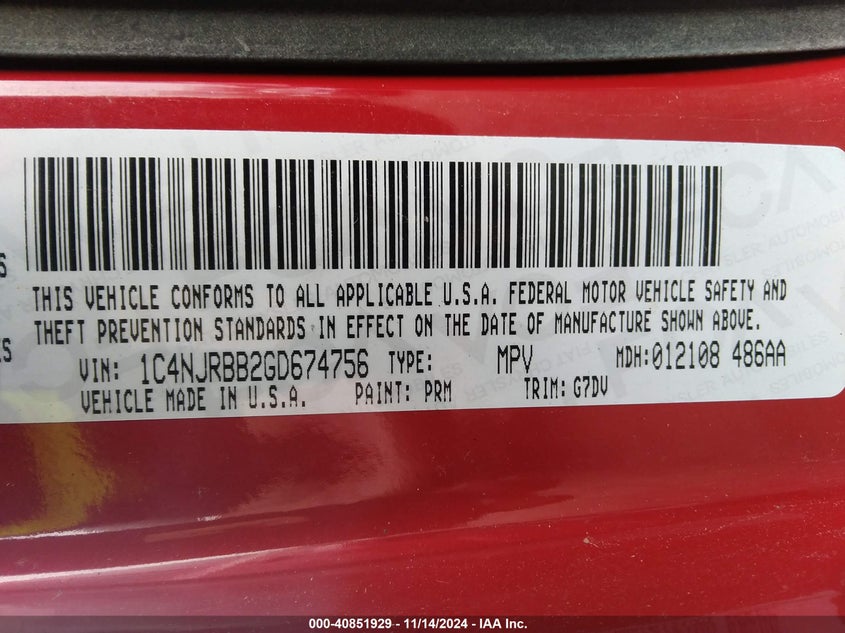 THIS VEHICLE CONFORMS TO ALL APPLICABLE U.S.A. FEDERAL MOTOR VEHICLE SAFETY AND
THEFT PREVENTION STANDARDS IN EFFECT ON THE DATE OF MANUFACTURE SHOWN ABOVE.
VIN: 1C4NJRBB2GD674756 TYPE: MPV MDH:012108 486AA
VEHICLE MADE IN U.S.A. PAINT: PRM TRIM: G7DV
000-40851929 - 11/14/2024 - IAA Inc.